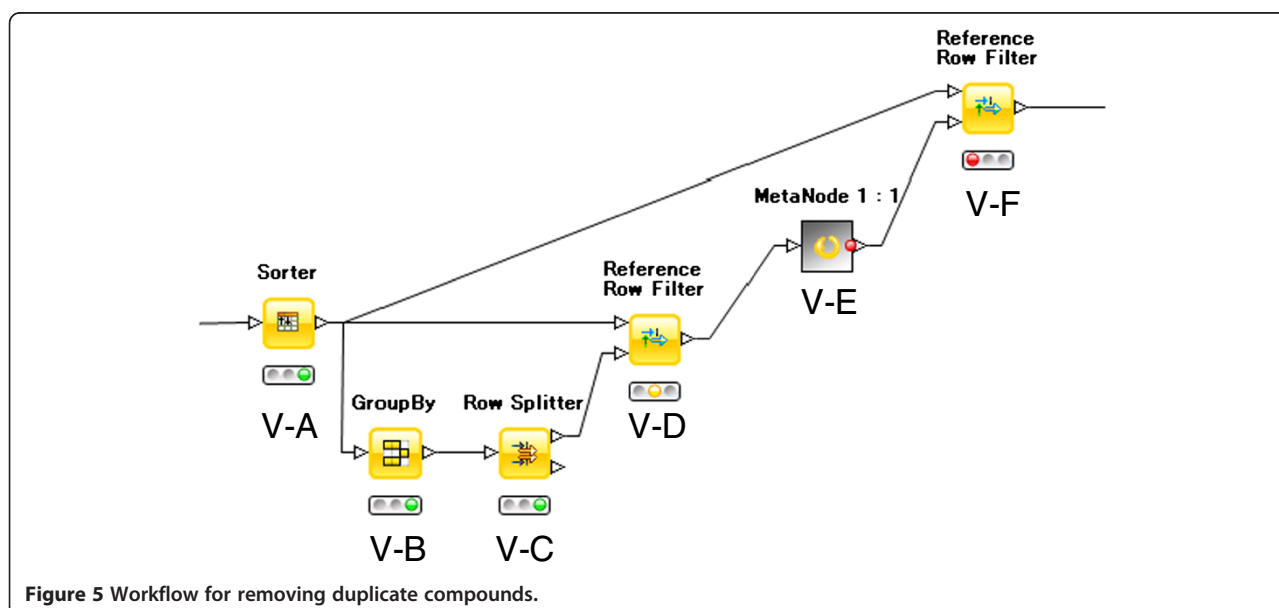 Reference
Row Filter
V-F
MetaNode 1 : 1
V-E
Reference
Row Filter
V-D
Sorter
V-A
GroupBy
V-B
Row Splitter
V-C
Figure 5 Workflow for removing duplicate compounds.